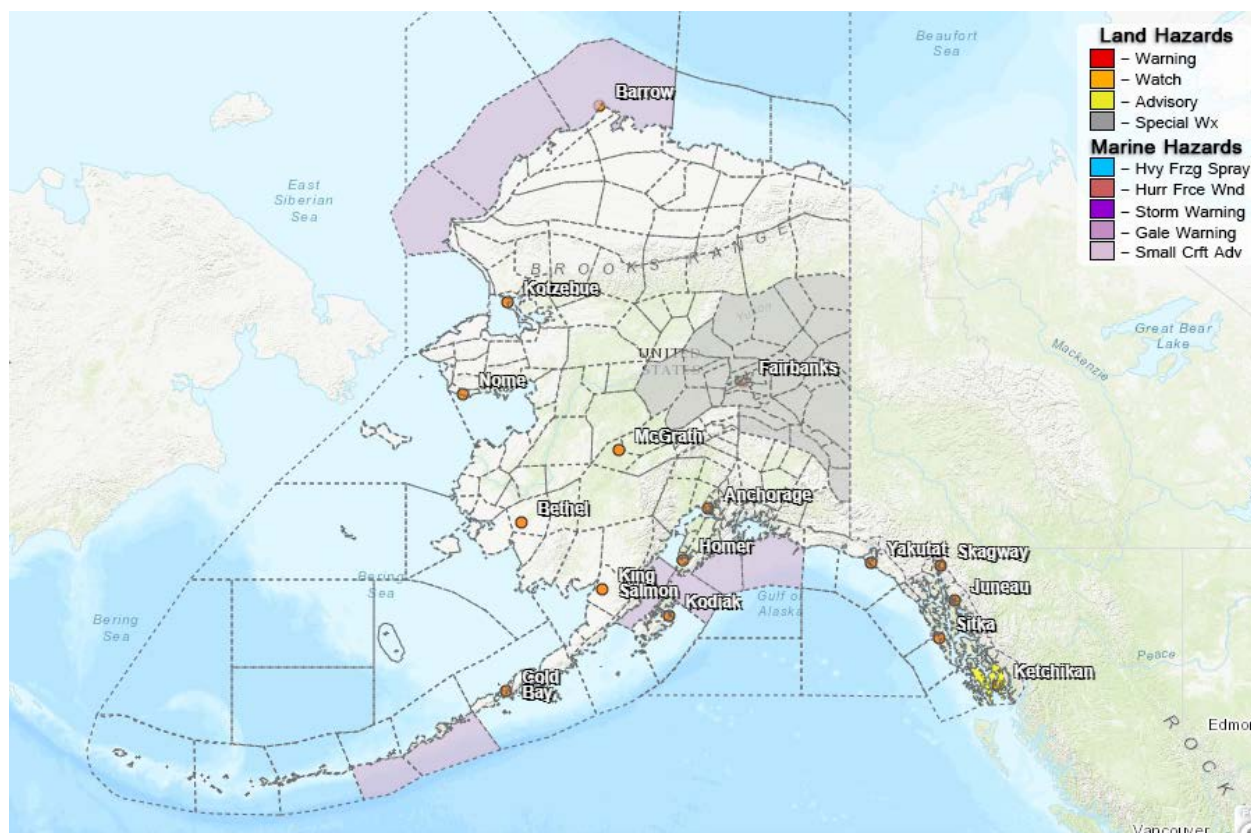 Land Hazards
– Warning
– Watch
– Advisory
– Special Wx
Marine Hazards
– Hvy Frzg Spray
– Hurr Frce Wnd
– Storm Warning
– Gale Warning
– Small Crft Adv
Beaufort
Sea
Barrow
East
Siberian
Sea
BROOKS RANGE
Kotzebue
Yukon
Great Bear
Lake
UNITED
STATES
Fairbanks
Mackenzie
Nome
McGrath
Anchorage
Bethel
Homer
Yakutat
Skagway
King
Salmon
Juneau
Bering
Sea
Kodiak
Gulf of
Alaska
Bering
Sea
Sitka
Peace
Cold
Bay
Ketchikan
ROCK
Edmor
Vancouver